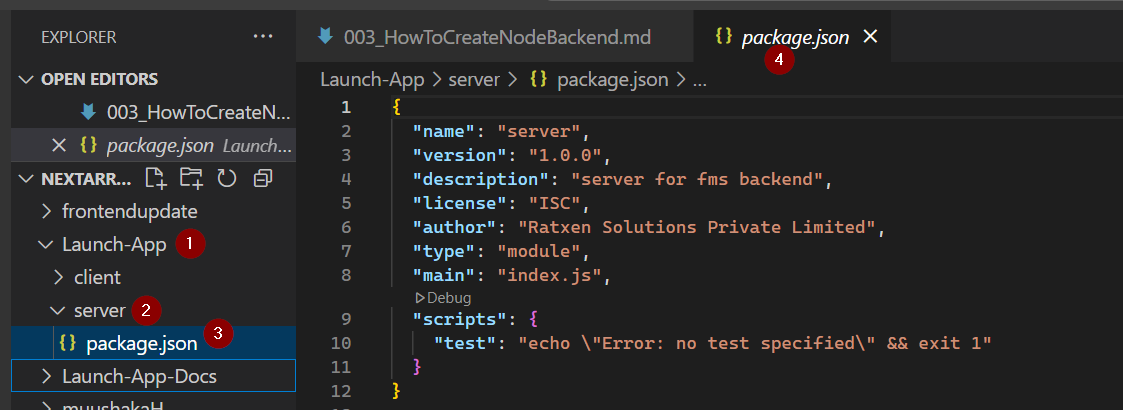 EXPLORER ...
OPEN EDITORS
003_HowToCreateN...
package.json Launch...
NEXTARR...
frontendupdate
Launch-App 1
client
server 2
{} package.json 3
Launch-App-Docs
muushakaH
003_HowToCreateNodeBackend.md
{} package.json 4
Launch-App > server > {} package.json > ...
1 {
2 "name": "server",
3 "version": "1.0.0",
4 "description": "server for fms backend",
5 "license": "ISC",
6 "author": "Ratxen Solutions Private Limited",
7 "type": "module",
8 "main": "index.js",
Debug
9 "scripts": {
10 "test": "echo \"Error: no test specified\" && exit 1"
11 }
12 }